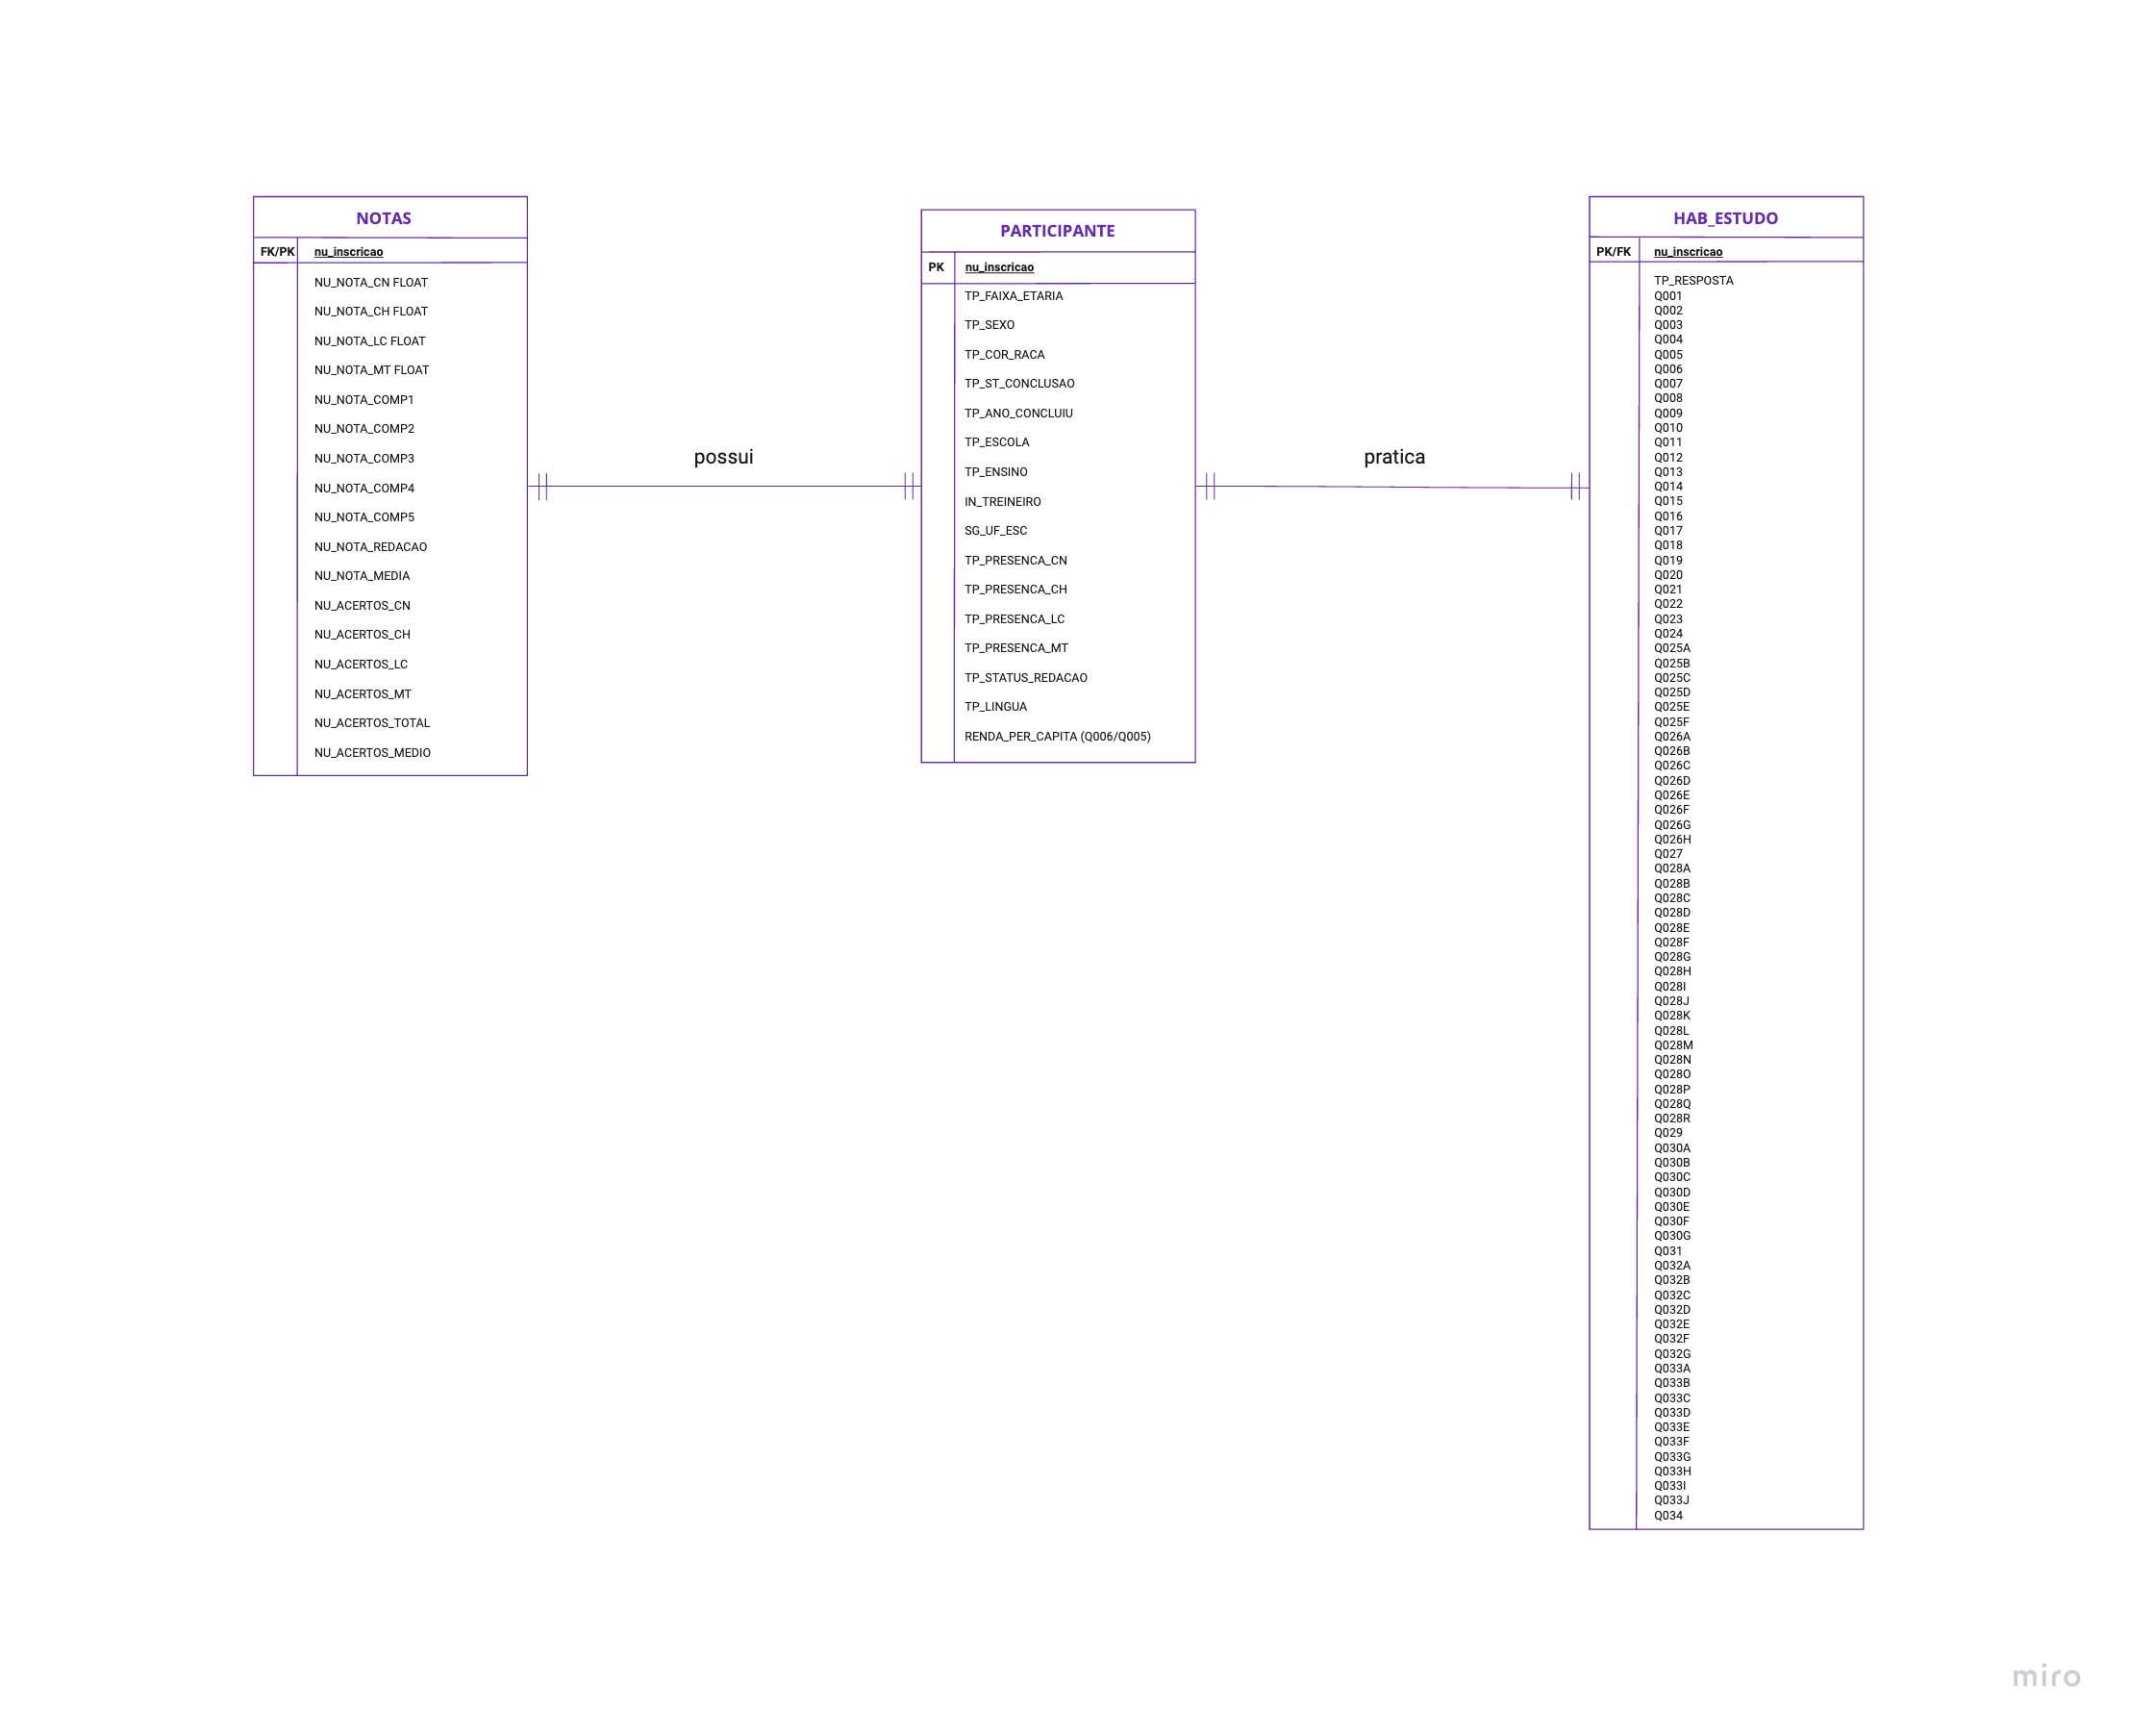 NOTAS
FK/PK nu_inscricao
NU_NOTA_CN FLOAT
NU_NOTA_CH FLOAT
NU_NOTA_LC FLOAT
NU_NOTA_MT FLOAT
NU_NOTA_COMP1
NU_NOTA_COMP2
NU_NOTA_COMP3
NU_NOTA_COMP4
NU_NOTA_COMP5
NU_NOTA_REDACAO
NU_NOTA_MEDIA
NU_ACERTOS_CN
NU_ACERTOS_CH
NU_ACERTOS_LC
NU_ACERTOS_MT
NU_ACERTOS_TOTAL
NU_ACERTOS_MEDIO
possui
PARTICIPANTE
PK nu_inscricao
TP_FAIXA_ETARIA
TP_SEXO
TP_COR_RACA
TP_ST_CONCLUSAO
TP_ANO_CONCLUIU
TP_ESCOLA
TP_ENSINO
IN_TREINEIRO
SG_UF_ESC
TP_PRESENCA_CN
TP_PRESENCA_CH
TP_PRESENCA_LC
TP_PRESENCA_MT
TP_STATUS_REDACAO
TP_LINGUA
RENDA_PER_CAPITA (Q006/Q005)
pratica
HAB_ESTUDO
PK/FK nu_inscricao
TP_RESPOSTA
Q001
Q002
Q003
Q004
Q005
Q006
Q007
Q008
Q009
Q010
Q011
Q012
Q013
Q014
Q015
Q016
Q017
Q018
Q019
Q020
Q021
Q022
Q023
Q024
Q025A
Q025B
Q025C
Q025D
Q025E
Q025F
Q026A
Q026B
Q026C
Q026D
Q026E
Q026F
Q026G
Q026H
Q027
Q028A
Q028B
Q028C
Q028D
Q028E
Q028F
Q028G
Q028H
Q028I
Q028J
Q028K
Q028L
Q028M
Q028N
Q028O
Q028P
Q028Q
Q028R
Q029
Q030A
Q030B
Q030C
Q030D
Q030E
Q030F
Q030G
Q031
Q032A
Q032B
Q032C
Q032D
Q032E
Q032F
Q032G
Q033A
Q033B
Q033C
Q033D
Q033E
Q033F
Q033G
Q033H
Q033I
Q033J
Q034
miro